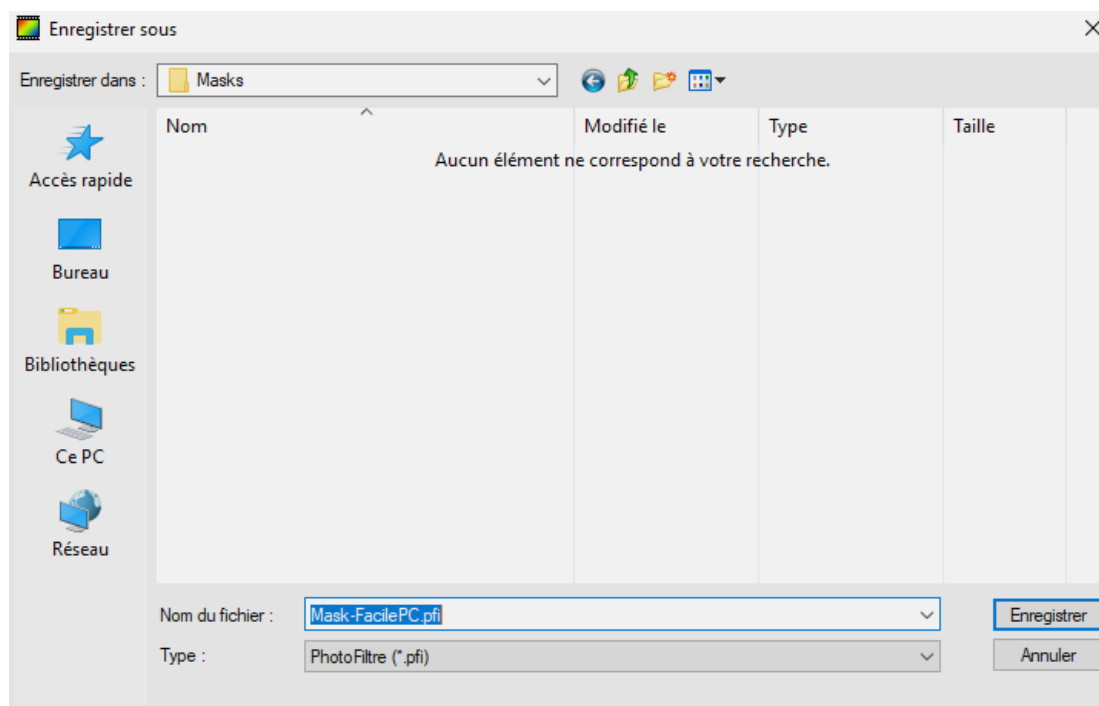 Enregistrer sous
Enregistrer dans : Masks
Nom Modifié le Type Taille
Aucun élément ne correspond à votre recherche.
Accès rapide
Bureau
Bibliothèques
Ce PC
Réseau
Nom du fichier : Mask-FacilePC.pfi Enregistrer
Type : PhotoFiltre (*.pfi) Annuler